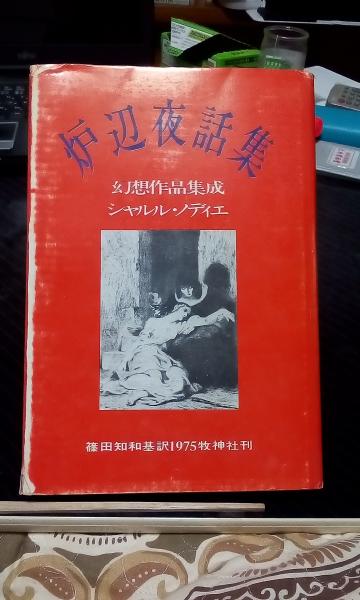 炉辺夜話集
幻想作品集成
シャルル・ノディエ
篠田知和基訳1975牧神社刊